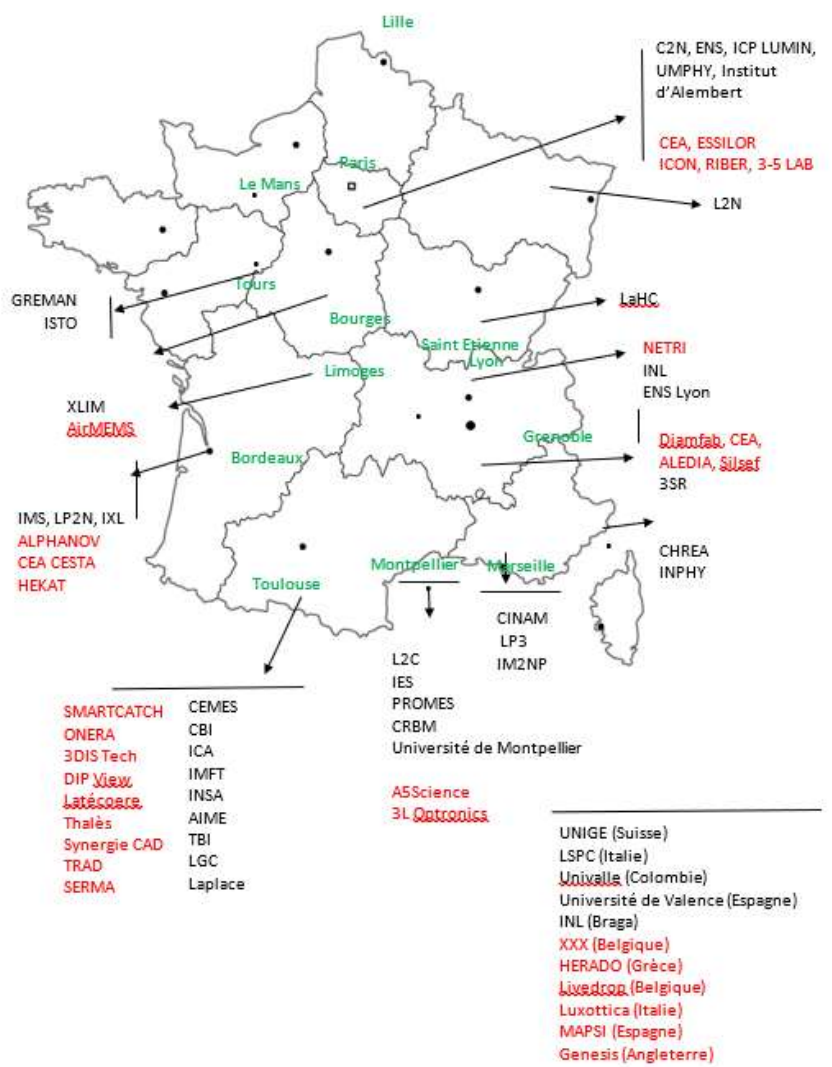 Lille
C2N, ENS, ICP LUMIN,
UMPHY, Institut
d'Alembert
CEA, ESSILOR
ICON, RIBER, 3-5 LAB
Paris
Le Mans
L2N
GREMAN
ISTO
Tours
Bourges
LaHC
Saint Etienne
Lyon
NETRI
INL
ENS Lyon
Limoges
XLIM
AirMEMS
Grenoble
Diamfab, CEA,
ALEDIA, Silsef
3SR
Bordeaux
IMS, LP2N, IXL
ALPHANOV
CEA CESTA
HEKAT
CHREA
INPHY
Toulouse
Montpellier
Marseille
CINAM
LP3
IM2NP
L2C
IES
PROMES
CRBM
Université de Montpellier
A5Science
3L Optronics
SMARTCATCH
ONERA
3DIS Tech
DIP View
Latécoere
Thalès
Synergie CAD
TRAD
SERMA
CEMES
CBI
ICA
IMFT
INSA
AIME
TBI
LGC
Laplace
UNIGE (Suisse)
LSPC (Italie)
Univalle (Colombie)
Université de Valence (Espagne)
INL (Braga)
XXX (Belgique)
HERADO (Grèce)
Livedrop (Belgique)
Luxottica (Italie)
MAPSI (Espagne)
Genesis (Angleterre)